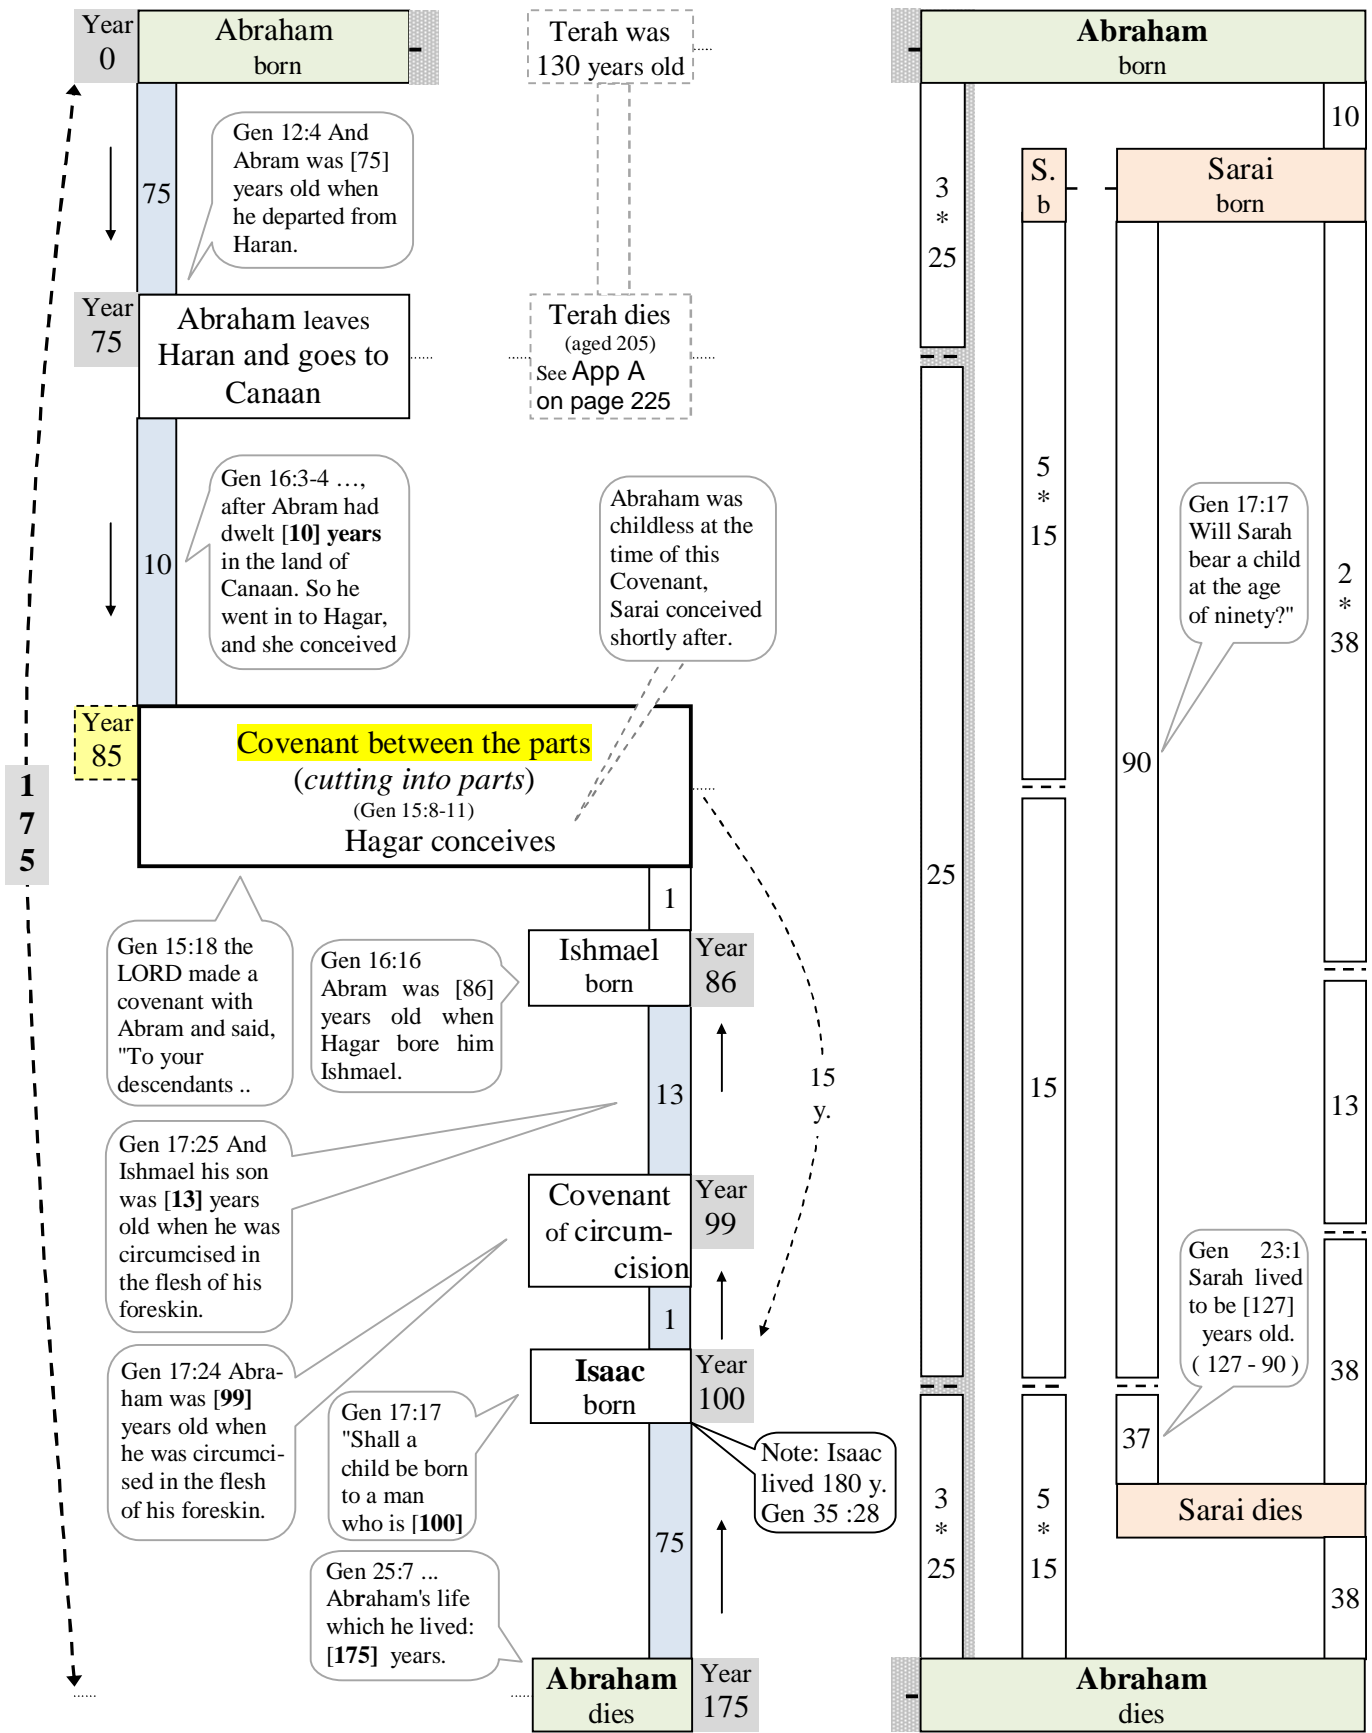 Year
0
Abraham
born
Terah was
130 years old
Abraham
born
75
Gen 12:4 And
Abram was [75]
years old when
he departed from
Haran.
3
*
25
S.
b
10
Sarai
born
Year
75
Abraham leaves
Haran and goes to
Canaan
Terah dies
(aged 205)
See App A
on page 225
10
Gen 16:3-4 …,
after Abram had
dwelt [10] years
in the land of
Canaan. So he
went in to Hagar,
and she conceived
Abraham was
childless at the
time of this
Covenant,
Sarai conceived
shortly after.
5
*
15
Gen 17:17
Will Sarah
bear a child
at the age
of ninety?"
2
*
38
Year
85
Covenant between the parts
(cutting into parts)
(Gen 15:8-11)
Hagar conceives
90
1
7
5
25
1
Gen 15:18 the
LORD made a
covenant with
Abram and said,
"To your
descendants ..
Gen 16:16
Abram was [86]
years old when
Hagar bore him
Ishmael.
Ishmael
born
Year
86
13
15
y.
15
13
Gen 17:25 And
Ishmael his son
was [13] years
old when he was
circumcised in
the flesh of his
foreskin.
Covenant
of circum-
cision
Year
99
1
Gen 23:1
Sarah lived
to be [127]
years old.
( 127 - 90 )
38
Gen 17:24 Abra-
ham was [99]
years old when
he was circumci-
sed in the flesh
of his foreskin.
Gen 17:17
"Shall a
child be born
to a man
who is [100]
Isaac
born
Year
100
Note: Isaac
lived 180 y.
Gen 35 :28
37
3
*
25
5
*
15
Sarai dies
75
38
Gen 25:7 ...
Abraham's life
which he lived:
[175] years.
Abraham
dies
Year
175
Abraham
dies